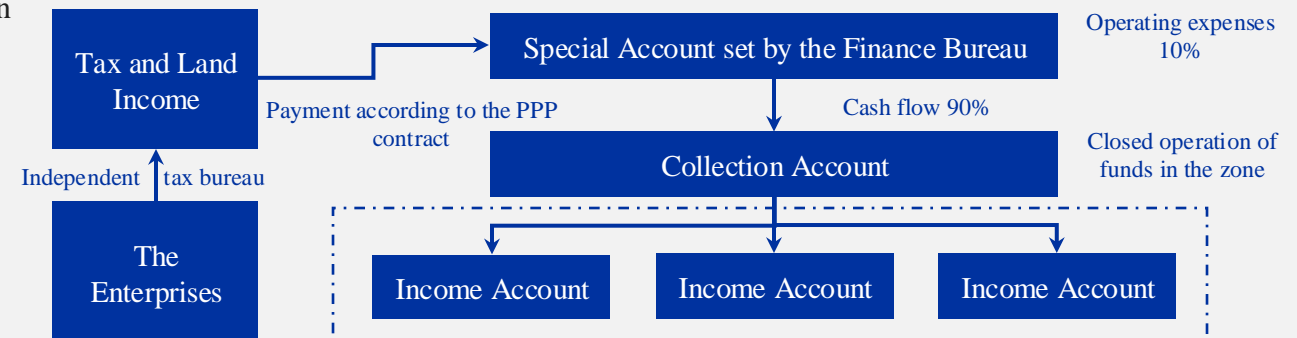 n
Tax and Land
Income
Special Account set by the Finance Bureau
Operating expenses
10%
Payment according to the PPP
contract
Cash flow 90%
Collection Account
Closed operation of
funds in the zone
Independent tax bureau
The
Enterprises
Income Account
Income Account
Income Account